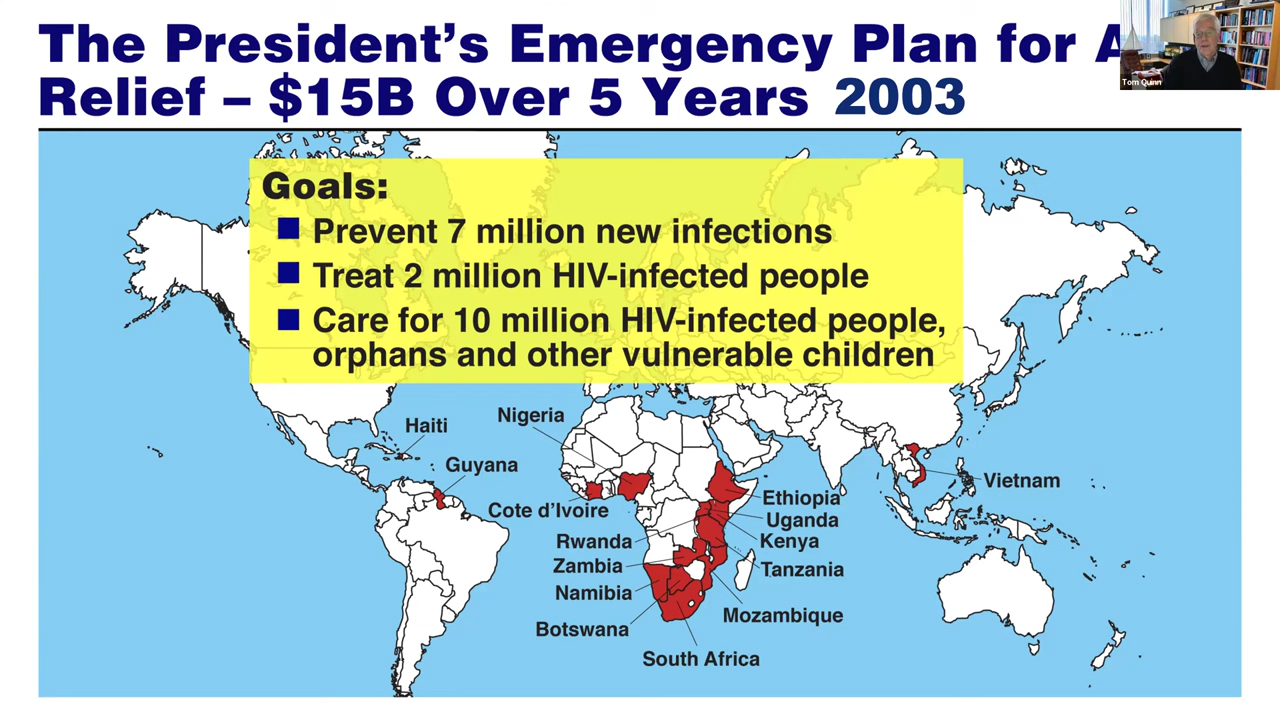 The President's Emergency Plan for A
Relief – $15B Over 5 Years 2003
Tom Quinn
Goals:
Prevent 7 million new infections
Treat 2 million HIV-infected people
Care for 10 million HIV-infected people,
orphans and other vulnerable children
Haiti
Nigeria
Guyana
Cote d'Ivoire
Vietnam
Ethiopia
Uganda
Rwanda
Kenya
Zambia
Tanzania
Namibia
Mozambique
Botswana
South Africa